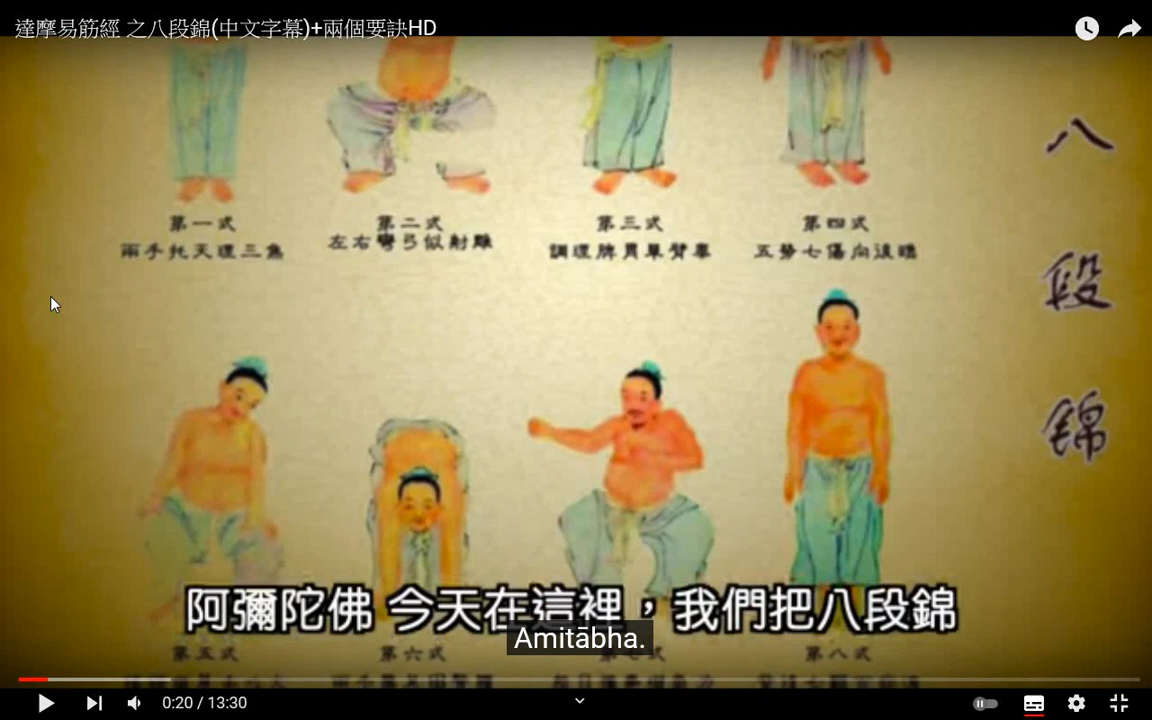 達摩易筋經 之八段錦(中文字幕)+兩個要訣HD
八段錦
第一式
兩手托天理三焦
第二式
左右彎弓似射鵰
第三式
調理脾胃單臂舉
第四式
五勞七傷向後瞧
阿彌陀佛 今天在這裡，我們把八段錦
Amitābha.
第五式
第六式
第八式
0:20 / 13:30